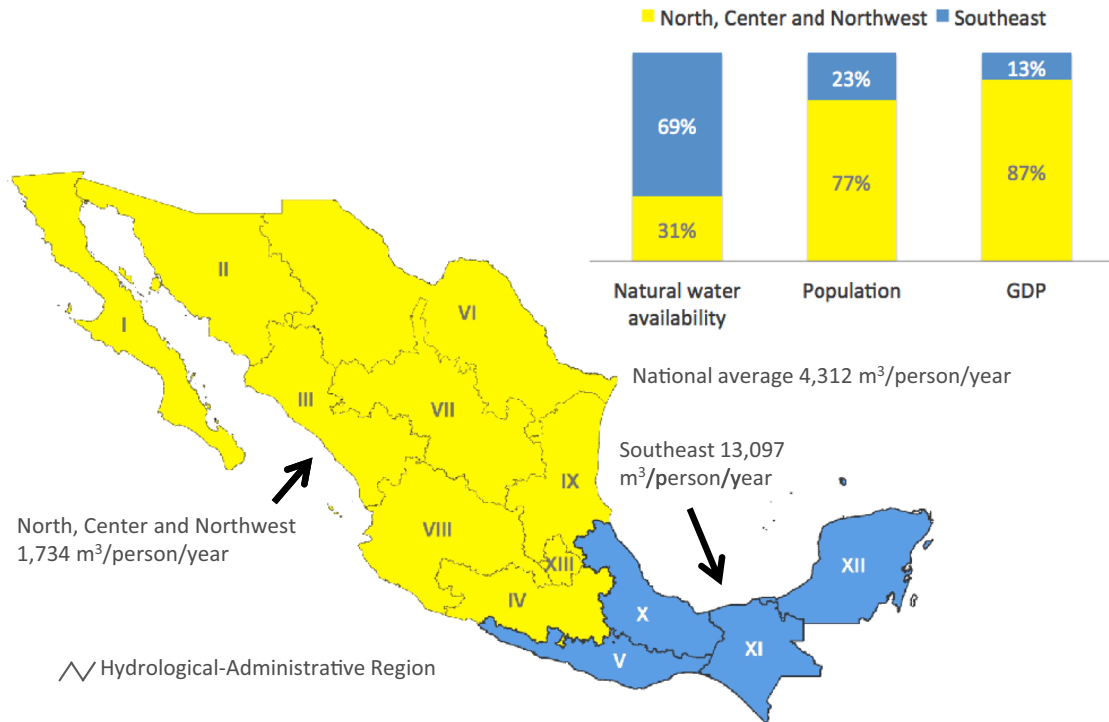 North, Center and Northwest
Southeast
69%
31%
23%
77%
13%
87%
Natural water
availability
Population
GDP
National average 4,312 m³/person/year
Southeast 13,097
m³/person/year
North, Center and Northwest
1,734 m³/person/year
I
II
III
VI
VII
VIII
IX
XIII
IV
X
V
XI
XII
Hydrological-Administrative Region